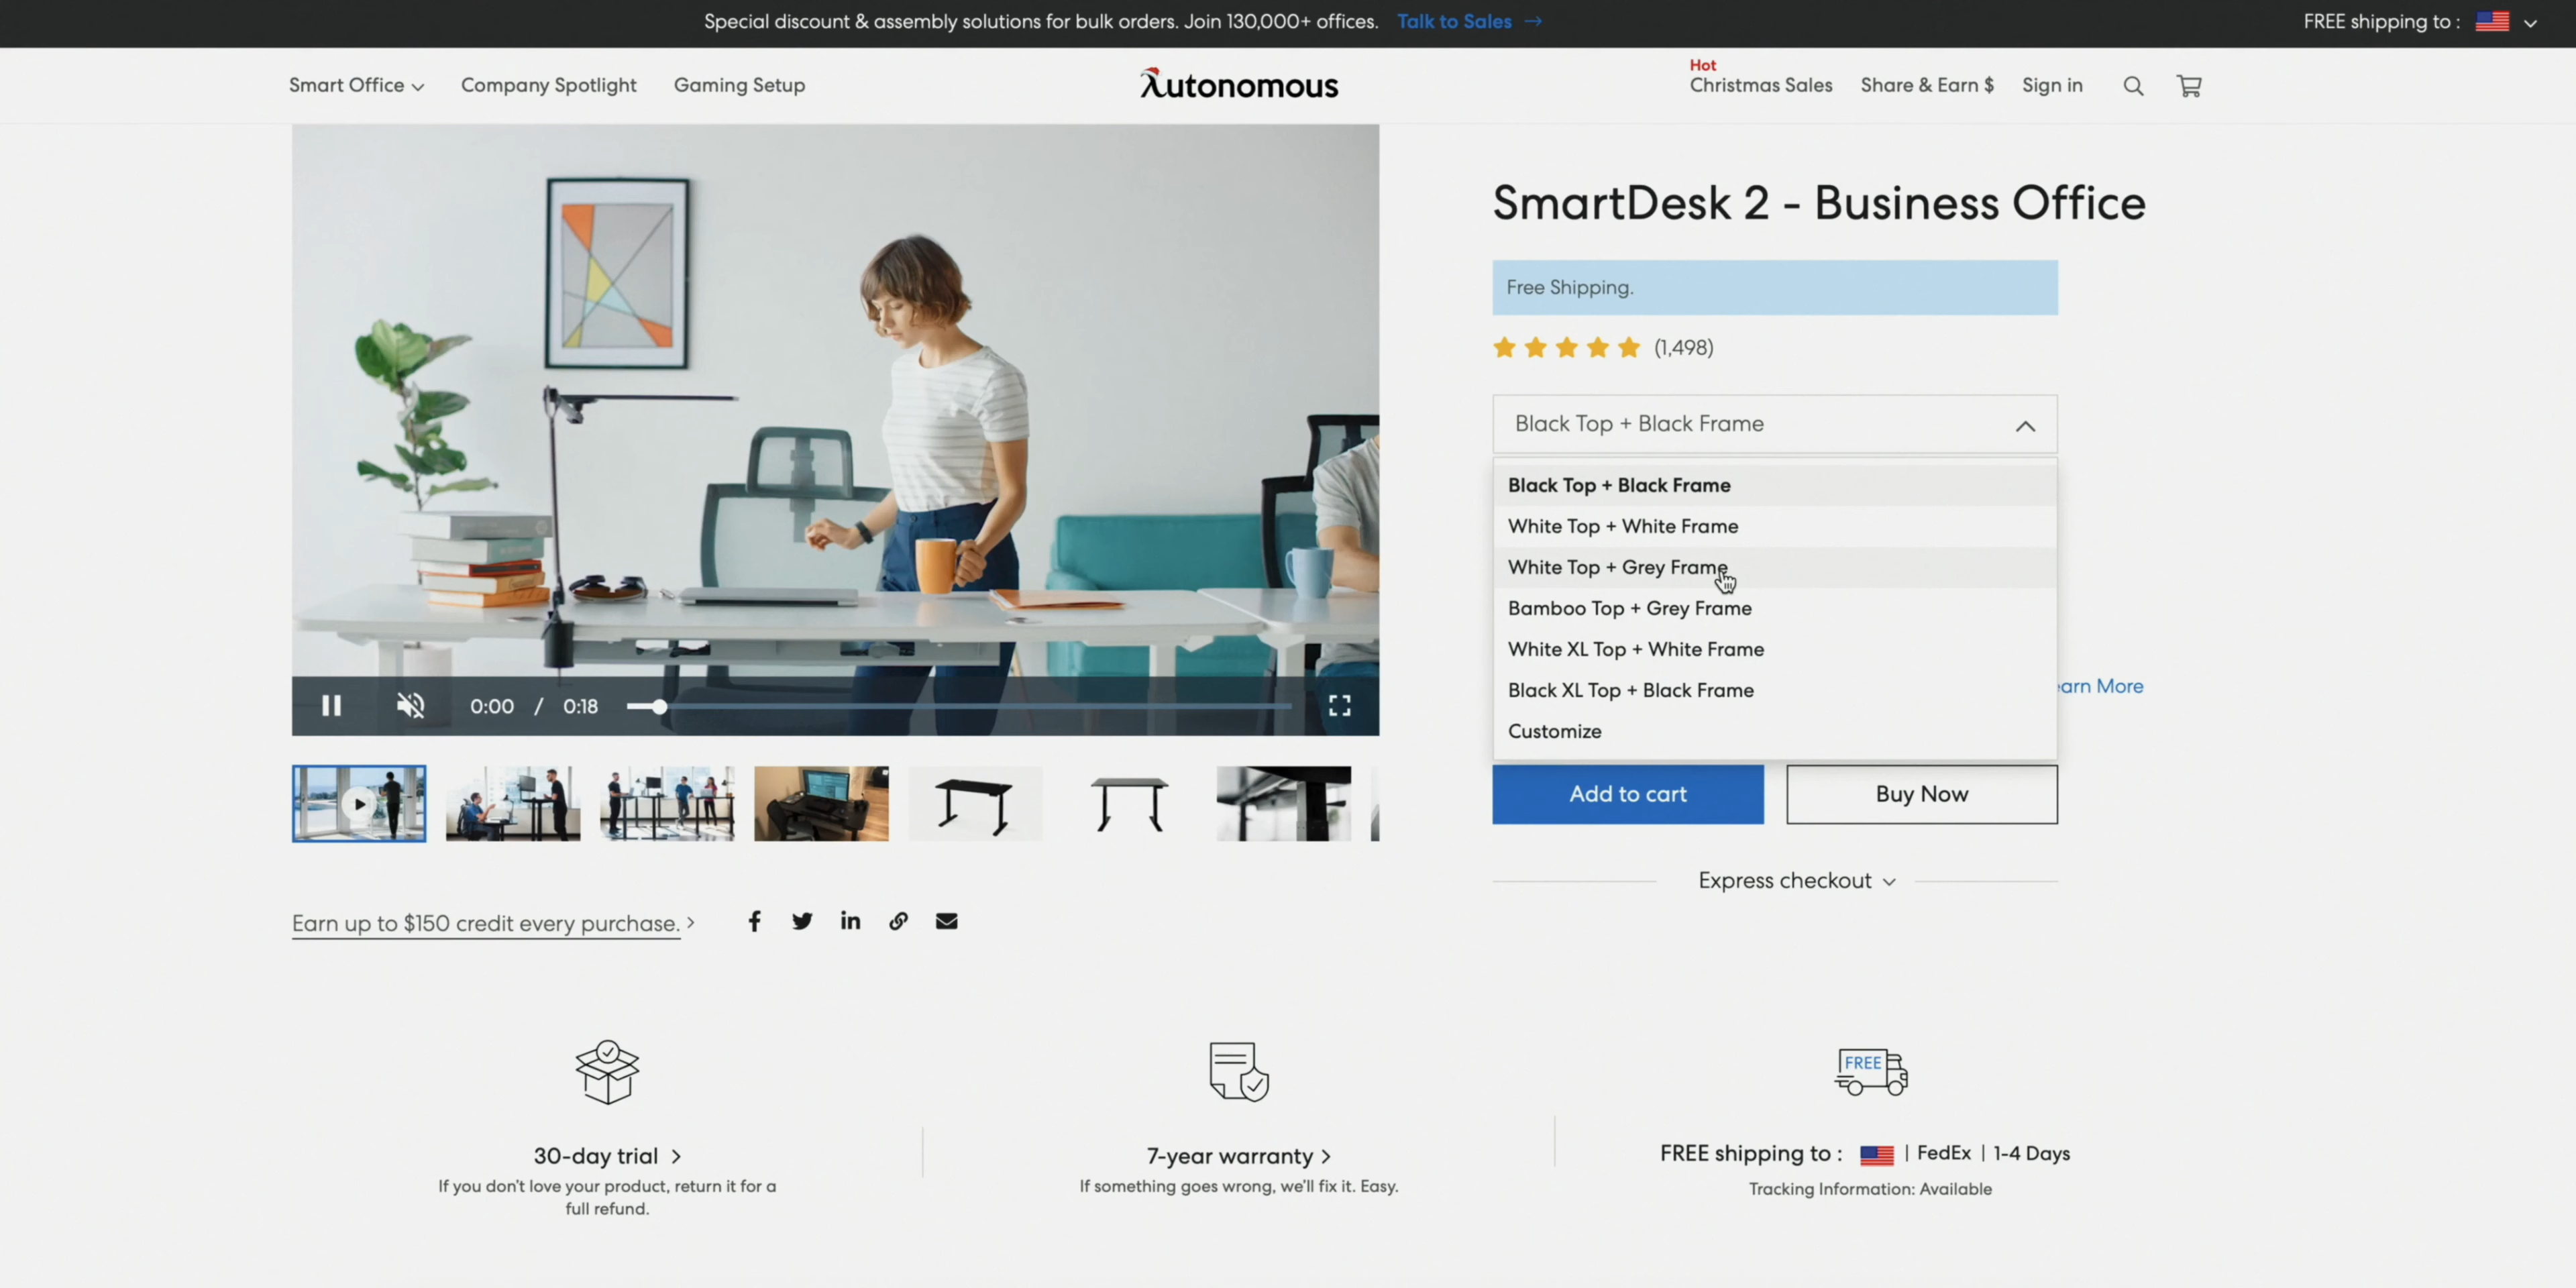 Special discount & assembly solutions for bulk orders. Join 130,000+ offices. Talk to Sales →
FREE shipping to :
Smart Office
Company Spotlight
Gaming Setup
Autonomous
Hot
Christmas Sales
Share & Earn $
Sign in
SmartDesk 2 - Business Office
Free Shipping.
(1,498)
Black Top + Black Frame
Black Top + Black Frame
White Top + White Frame
White Top + Grey Frame
Bamboo Top + Grey Frame
White XL Top + White Frame
Black XL Top + Black Frame
Customize
arn More
0:00 / 0:18
Add to cart
Buy Now
Express checkout
Earn up to $150 credit every purchase. >
30-day trial >
If you don't love your product, return it for a
full refund.
7-year warranty >
If something goes wrong, we'll fix it. Easy.
FREE
FREE shipping to : | FedEx | 1-4 Days
Tracking Information: Available